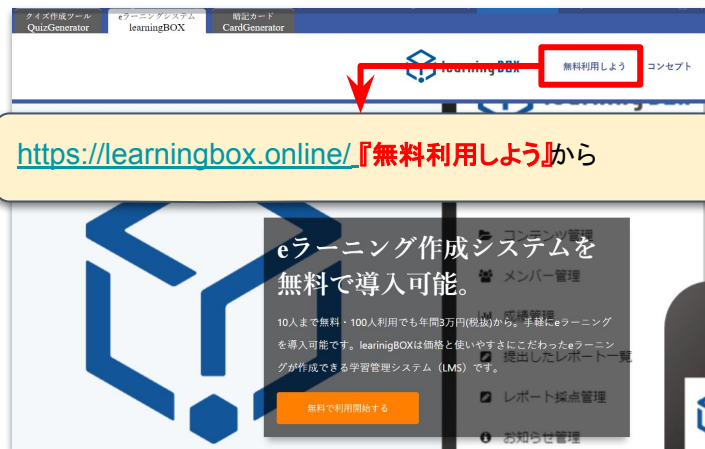 クイズ作成ツール
QuizGenerator
eラーニングシステム
learningBOX
暗記カード
CardGenerator
learningBOX
無料利用しよう
コンセプト
https://learningbox.online/『無料利用しよう』から
eラーニング作成システムを
無料で導入可能。
10人まで無料・100人利用でも年間3万円(税抜)から。手軽にeラーニング
を導入可能です。learinigBOXは価格と使いやすさにこだわったeラーニン
グが作成できる学習管理システム（LMS）です。
無料で利用開始する
コンテンツ管理
メンバー管理
成績管理
提出したレポート一覧
レポート採点管理
お知らせ管理